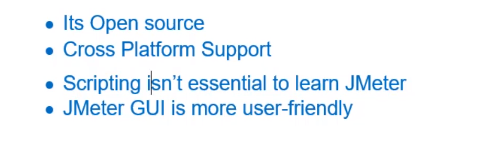 • Its Open source
• Cross Platform Support
• Scripting isn’t essential to learn JMeter
• JMeter GUI is more user-friendly